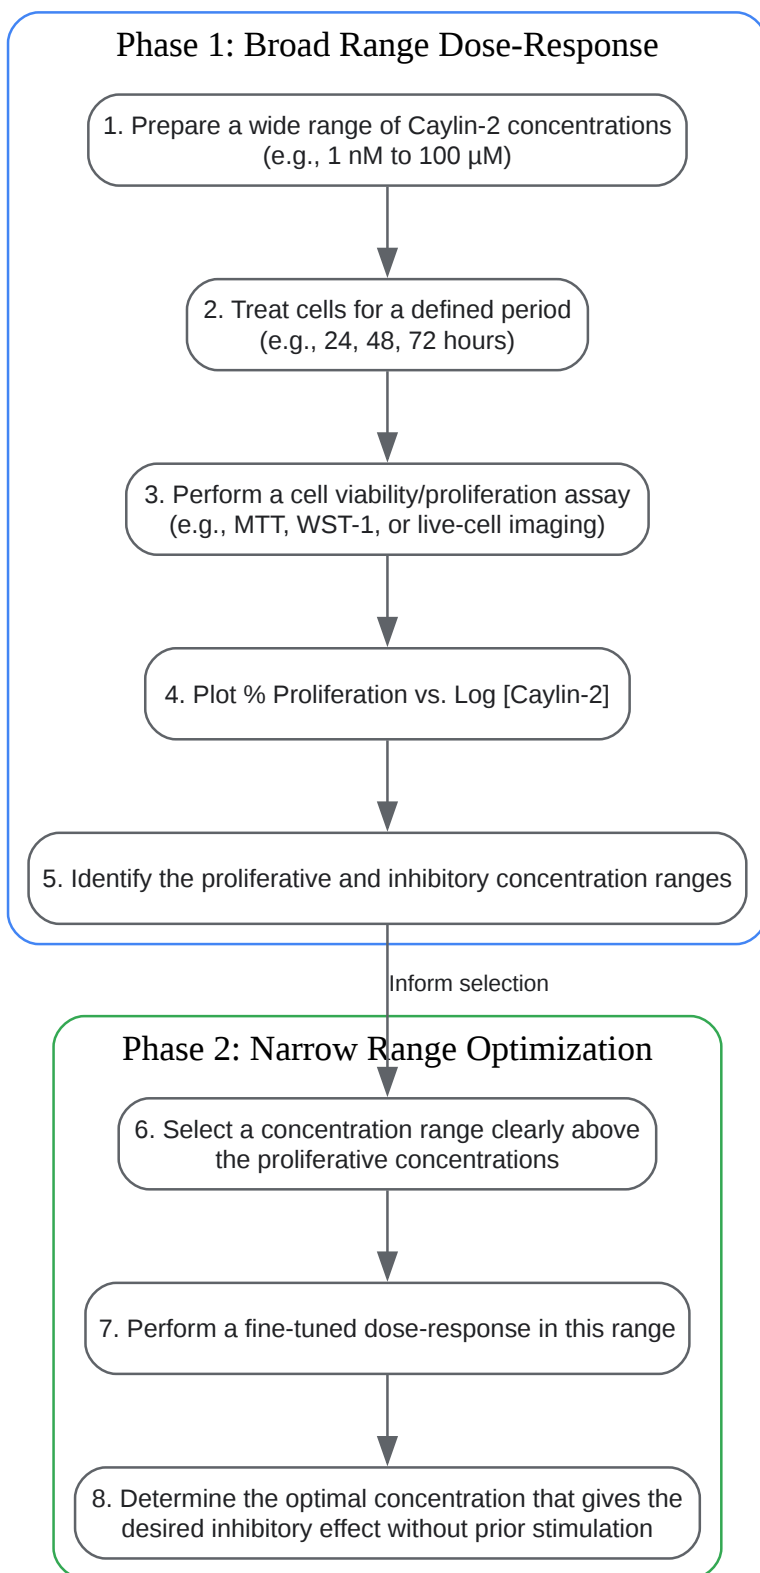 Phase 1: Broad Range Dose-Response
1. Prepare a wide range of Caylin-2 concentrations
(e.g., 1 nM to 100 µM)
2. Treat cells for a defined period
(e.g., 24, 48, 72 hours)
3. Perform a cell viability/proliferation assay
(e.g., MTT, WST-1, or live-cell imaging)
4. Plot % Proliferation vs. Log [Caylin-2]
5. Identify the proliferative and inhibitory concentration ranges
Inform selection
Phase 2: Narrow Range Optimization
6. Select a concentration range clearly above
the proliferative concentrations
7. Perform a fine-tuned dose-response in this range
8. Determine the optimal concentration that gives the
desired inhibitory effect without prior stimulation